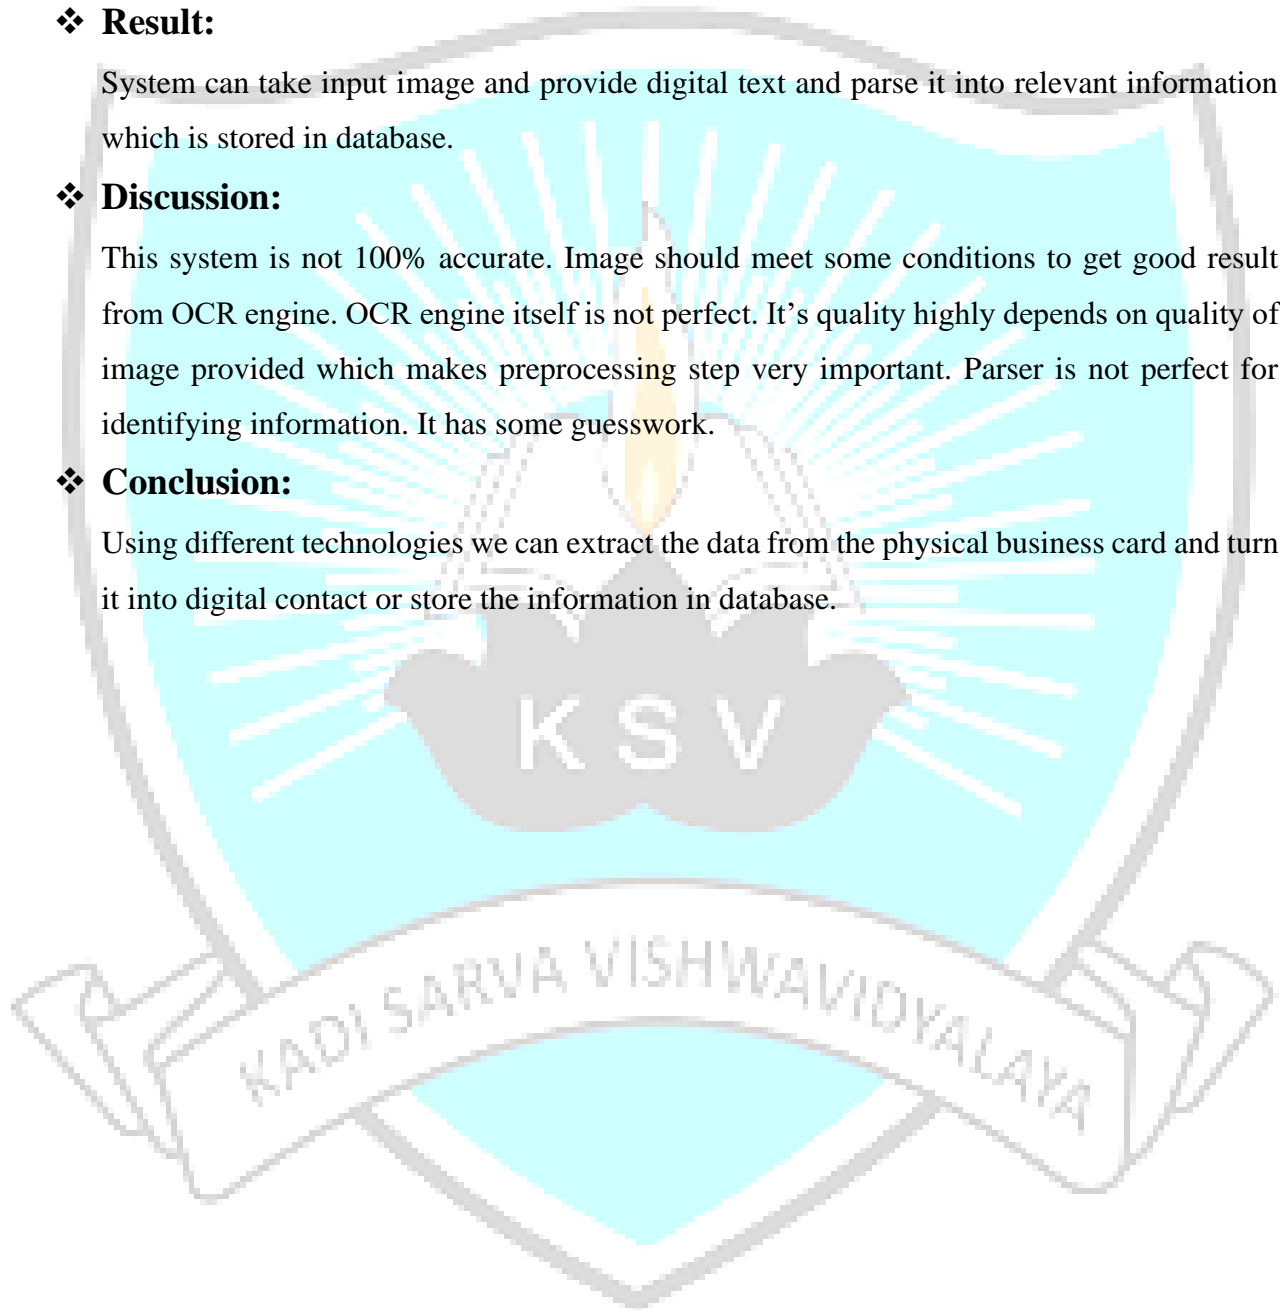 ❖ Result:
System can take input image and provide digital text and parse it into relevant information
which is stored in database.
❖ Discussion:
This system is not 100% accurate. Image should meet some conditions to get good result
from OCR engine. OCR engine itself is not perfect. It’s quality highly depends on quality of
image provided which makes preprocessing step very important. Parser is not perfect for
identifying information. It has some guesswork.
❖ Conclusion:
Using different technologies we can extract the data from the physical business card and turn
it into digital contact or store the information in database.
K S V
KADI SARVA VISHWAVIDYALAYA